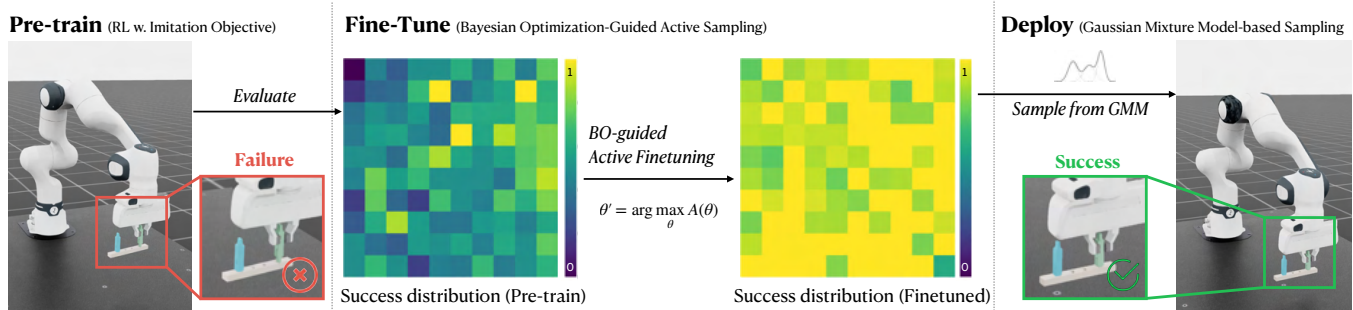 Pre-train (RL w. Imitation Objective)
Evaluate
Failure
Fine-Tune (Bayesian Optimization-Guided Active Sampling)
1
0
Success distribution (Pre-train)
BO-guided
Active Finetuning
θ′ = arg max A(θ)
θ
1
0
Success distribution (Finetuned)
Deploy (Gaussian Mixture Model-based Sampling
Sample from GMM
Success